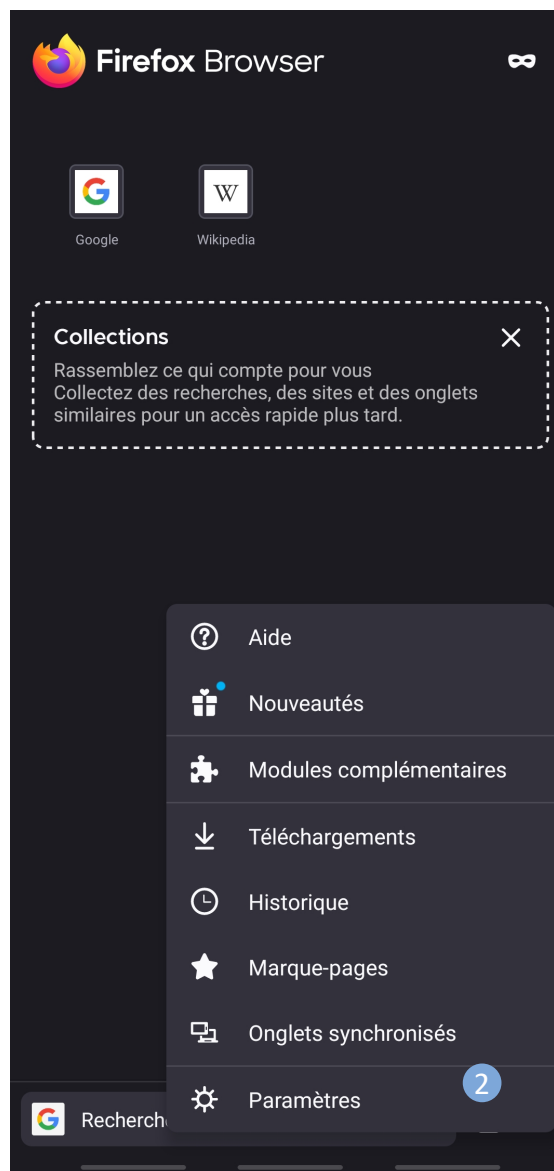 Firefox Browser
Google
Wikipedia
Collections
Rassemblez ce qui compte pour vous
Collectez des recherches, des sites et des onglets
similaires pour un accès rapide plus tard.
Aide
Nouveautés
Modules complémentaires
Téléchargements
Historique
Marque-pages
Onglets synchronisés
Paramètres
2
Recherch